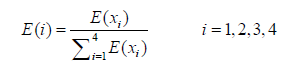 E(i) = E(x_i) / ∑_{i=1}^{4} E(x_i)    i = 1, 2, 3, 4